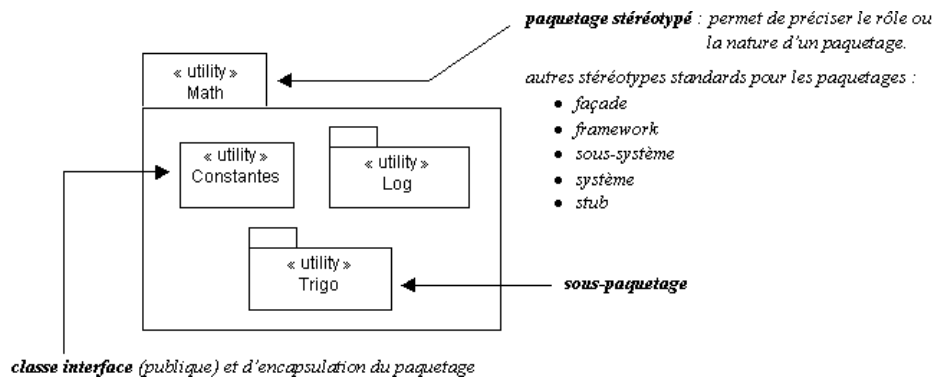 paquetage stéréotypé : permet de préciser le rôle ou
la nature d'un paquetage.
autres stéréotypes standards pour les paquetages :
• façade
• framework
• sous-système
• système
• stub
« utility »
Math
« utility »
Constantes
« utility »
Log
« utility »
Trigo
sous-paquetage
classe interface (publique) et d'encapsulation du paquetage